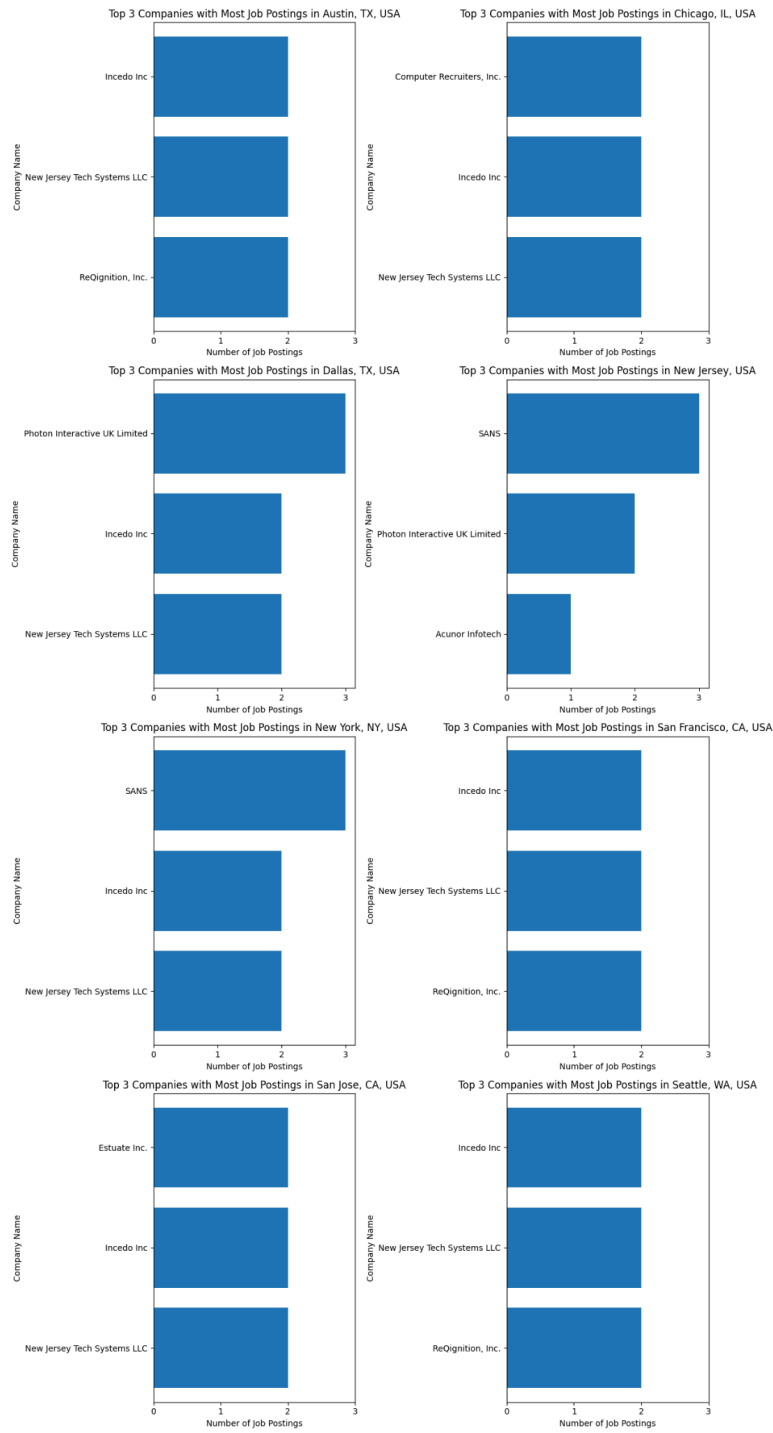 Top 3 Companies with Most Job Postings in Austin, TX, USA
Company Name
Incedo Inc
New Jersey Tech Systems LLC
ReQignition, Inc.
0 1 2 3
Number of Job Postings
Top 3 Companies with Most Job Postings in Chicago, IL, USA
Company Name
Computer Recruiters, Inc.
Incedo Inc
New Jersey Tech Systems LLC
0 1 2 3
Number of Job Postings
Top 3 Companies with Most Job Postings in Dallas, TX, USA
Company Name
Photon Interactive UK Limited
Incedo Inc
New Jersey Tech Systems LLC
0 1 2 3
Number of Job Postings
Top 3 Companies with Most Job Postings in New Jersey, USA
Company Name
SANS
Photon Interactive UK Limited
Acunor Infotech
0 1 2 3
Number of Job Postings
Top 3 Companies with Most Job Postings in New York, NY, USA
Company Name
SANS
Incedo Inc
New Jersey Tech Systems LLC
0 1 2 3
Number of Job Postings
Top 3 Companies with Most Job Postings in San Francisco, CA, USA
Company Name
Incedo Inc
New Jersey Tech Systems LLC
ReQignition, Inc.
0 1 2 3
Number of Job Postings
Top 3 Companies with Most Job Postings in San Jose, CA, USA
Company Name
Estuate Inc.
Incedo Inc
New Jersey Tech Systems LLC
0 1 2 3
Number of Job Postings
Top 3 Companies with Most Job Postings in Seattle, WA, USA
Company Name
Incedo Inc
New Jersey Tech Systems LLC
ReQignition, Inc.
0 1 2 3
Number of Job Postings